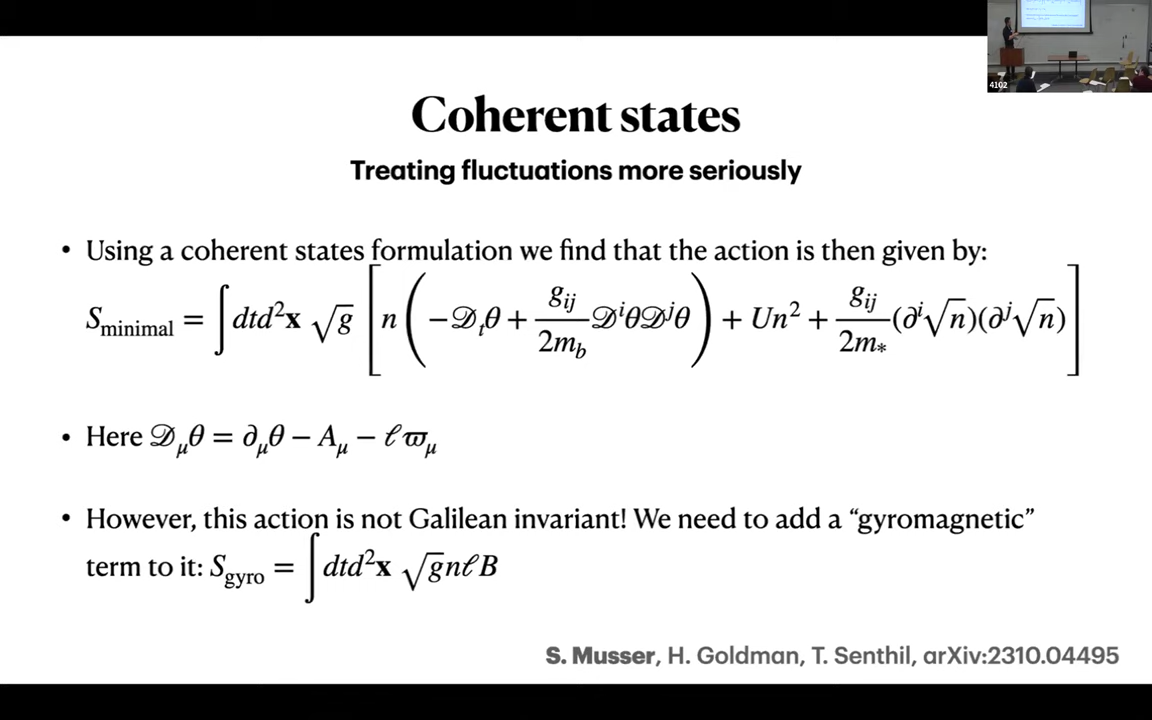 4102
Coherent states
Treating fluctuations more seriously
• Using a coherent states formulation we find that the action is then given by:
S_minimal = ∫ dtd²x √g [ n ( −𝒟_tθ + g_ij/2m_b 𝒟ⁱθ𝒟ʲθ ) + Un² + g_ij/2m_* (∂ⁱ√n)(∂ʲ√n) ]
• Here 𝒟_μθ = ∂_μθ − A_μ − ℓϖ_μ
• However, this action is not Galilean invariant! We need to add a “gyromagnetic”
term to it: S_gyro = ∫ dtd²x √g nℓB
S. Musser, H. Goldman, T. Senthil, arXiv:2310.04495